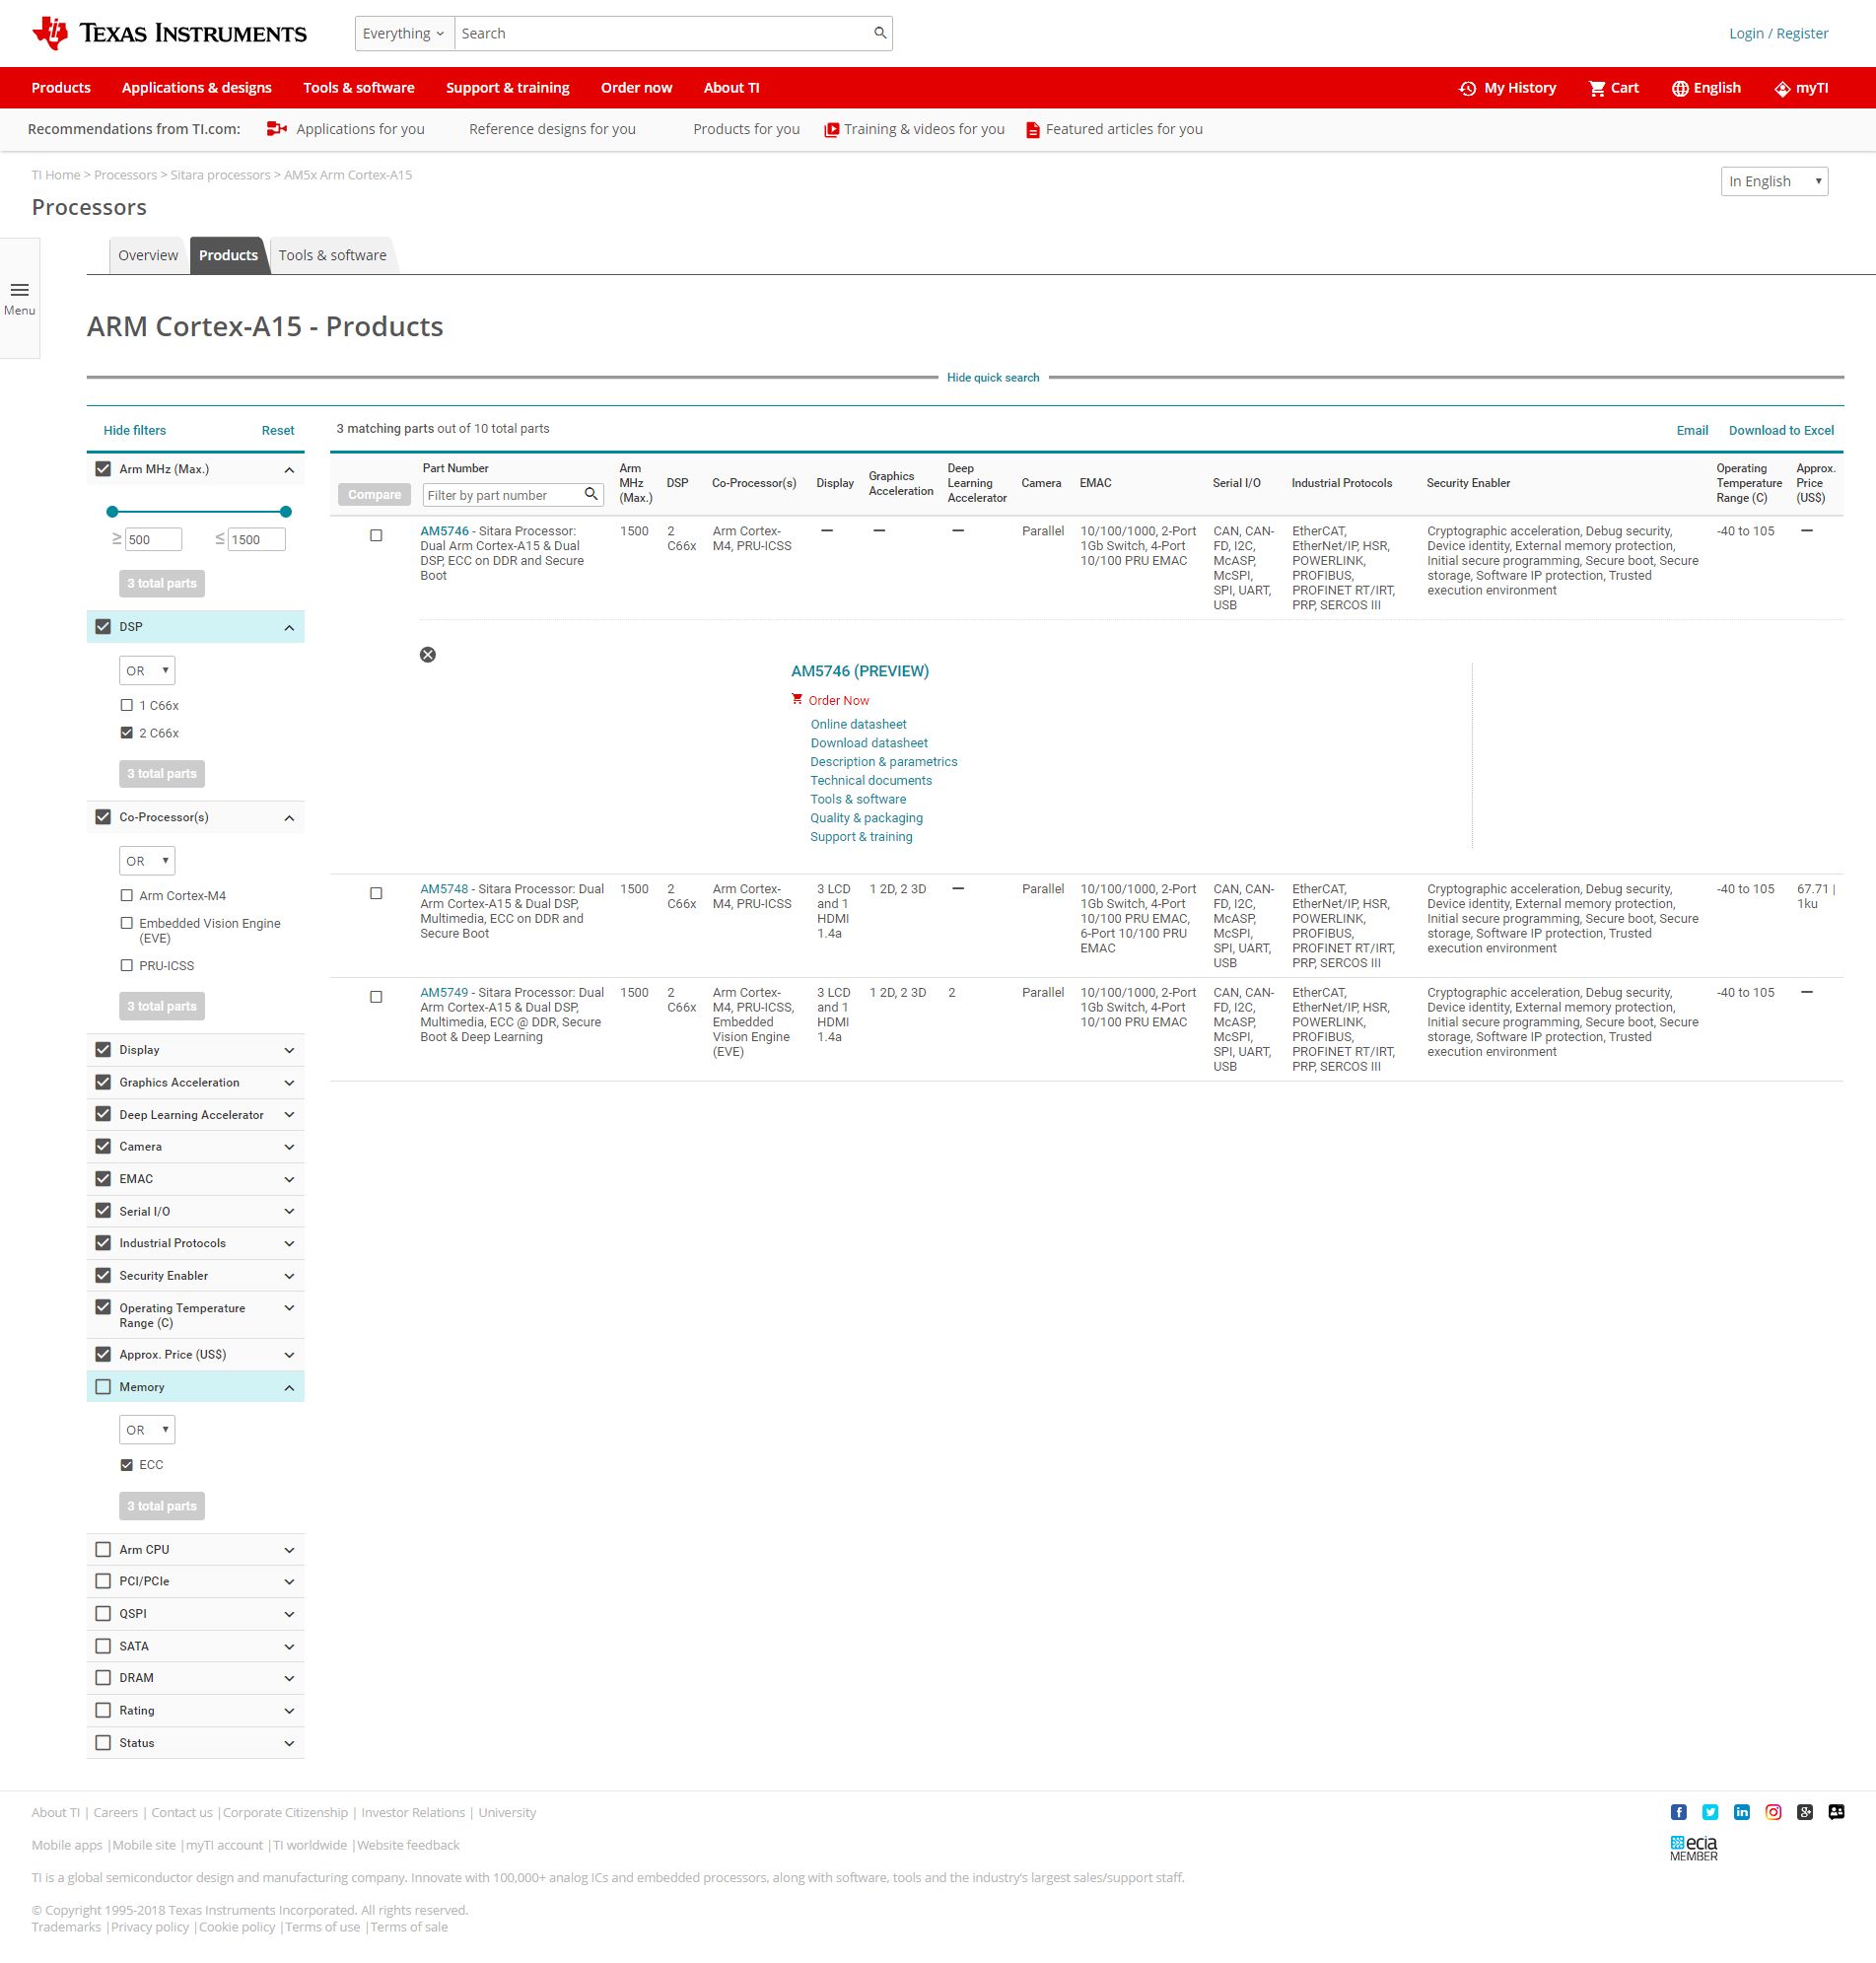 TEXAS INSTRUMENTS
Everything
Search
Login / Register
Products
Applications & designs
Tools & software
Support & training
Order now
About TI
My History
Cart
English
myTI
Recommendations from TI.com:
Applications for you
Reference designs for you
Products for you
Training & videos for you
Featured articles for you
TI Home > Processors > Sitara processors > AM5x Arm Cortex-A15
In English
Processors
Menu
Overview
Products
Tools & software
ARM Cortex-A15 - Products
Hide quick search
Hide filters
Reset
Arm MHz (Max.)
≥ 500
≤ 1500
3 total parts
DSP
OR
1 C66x
2 C66x
3 total parts
Co-Processor(s)
OR
Arm Cortex-M4
Embedded Vision Engine
(EVE)
PRU-ICSS
3 total parts
Display
Graphics Acceleration
Deep Learning Accelerator
Camera
EMAC
Serial I/O
Industrial Protocols
Security Enabler
Operating Temperature
Range (C)
Approx. Price (US$)
Memory
OR
ECC
3 total parts
Arm CPU
PCI/PCIe
QSPI
SATA
DRAM
Rating
Status
3 matching parts out of 10 total parts
Email
Download to Excel
Compare
Part Number
Filter by part number
Arm
MHz
(Max.)
DSP
Co-Processor(s)
Display
Graphics
Acceleration
Deep
Learning
Accelerator
Camera
EMAC
Serial I/O
Industrial Protocols
Security Enabler
Operating
Temperature
Range (C)
Approx.
Price
(US$)
AM5746 - Sitara Processor:
Dual Arm Cortex-A15 & Dual
DSP, ECC on DDR and Secure
Boot
1500
2
C66x
Arm Cortex-
M4, PRU-ICSS
—
—
—
Parallel
10/100/1000, 2-Port
1Gb Switch, 4-Port
10/100 PRU EMAC
CAN, CAN-
FD, I2C,
McASP,
McSPI,
SPI, UART,
USB
EtherCAT,
EtherNet/IP, HSR,
POWERLINK,
PROFIBUS,
PROFINET RT/IRT,
PRP, SERCOS III
Cryptographic acceleration, Debug security,
Device identity, External memory protection,
Initial secure programming, Secure boot, Secure
storage, Software IP protection, Trusted
execution environment
-40 to 105
—
AM5746 (PREVIEW)
Order Now
Online datasheet
Download datasheet
Description & parametrics
Technical documents
Tools & software
Quality & packaging
Support & training
AM5748 - Sitara Processor: Dual
Arm Cortex-A15 & Dual DSP,
Multimedia, ECC on DDR and
Secure Boot
1500
2
C66x
Arm Cortex-
M4, PRU-ICSS
3 LCD
and 1
HDMI
1.4a
1 2D, 2 3D
—
Parallel
10/100/1000, 2-Port
1Gb Switch, 4-Port
10/100 PRU EMAC,
6-Port 10/100 PRU
EMAC
CAN, CAN-
FD, I2C,
McASP,
McSPI,
SPI, UART,
USB
EtherCAT,
EtherNet/IP, HSR,
POWERLINK,
PROFIBUS,
PROFINET RT/IRT,
PRP, SERCOS III
Cryptographic acceleration, Debug security,
Device identity, External memory protection,
Initial secure programming, Secure boot, Secure
storage, Software IP protection, Trusted
execution environment
-40 to 105
67.71 |
1ku
AM5749 - Sitara Processor: Dual
Arm Cortex-A15 & Dual DSP,
Multimedia, ECC @ DDR, Secure
Boot & Deep Learning
1500
2
C66x
Arm Cortex-
M4, PRU-ICSS,
Embedded
Vision Engine
(EVE)
3 LCD
and 1
HDMI
1.4a
1 2D, 2 3D
2
Parallel
10/100/1000, 2-Port
1Gb Switch, 4-Port
10/100 PRU EMAC
CAN, CAN-
FD, I2C,
McASP,
McSPI,
SPI, UART,
USB
EtherCAT,
EtherNet/IP, HSR,
POWERLINK,
PROFIBUS,
PROFINET RT/IRT,
PRP, SERCOS III
Cryptographic acceleration, Debug security,
Device identity, External memory protection,
Initial secure programming, Secure boot, Secure
storage, Software IP protection, Trusted
execution environment
-40 to 105
—
About TI | Careers | Contact us |Corporate Citizenship | Investor Relations | University
Mobile apps |Mobile site |myTI account |TI worldwide |Website feedback
ecia
MEMBER
TI is a global semiconductor design and manufacturing company. Innovate with 100,000+ analog ICs and embedded processors, along with software, tools and the industry's largest sales/support staff.
© Copyright 1995-2018 Texas Instruments Incorporated. All rights reserved.
Trademarks |Privacy policy |Cookie policy |Terms of use |Terms of sale